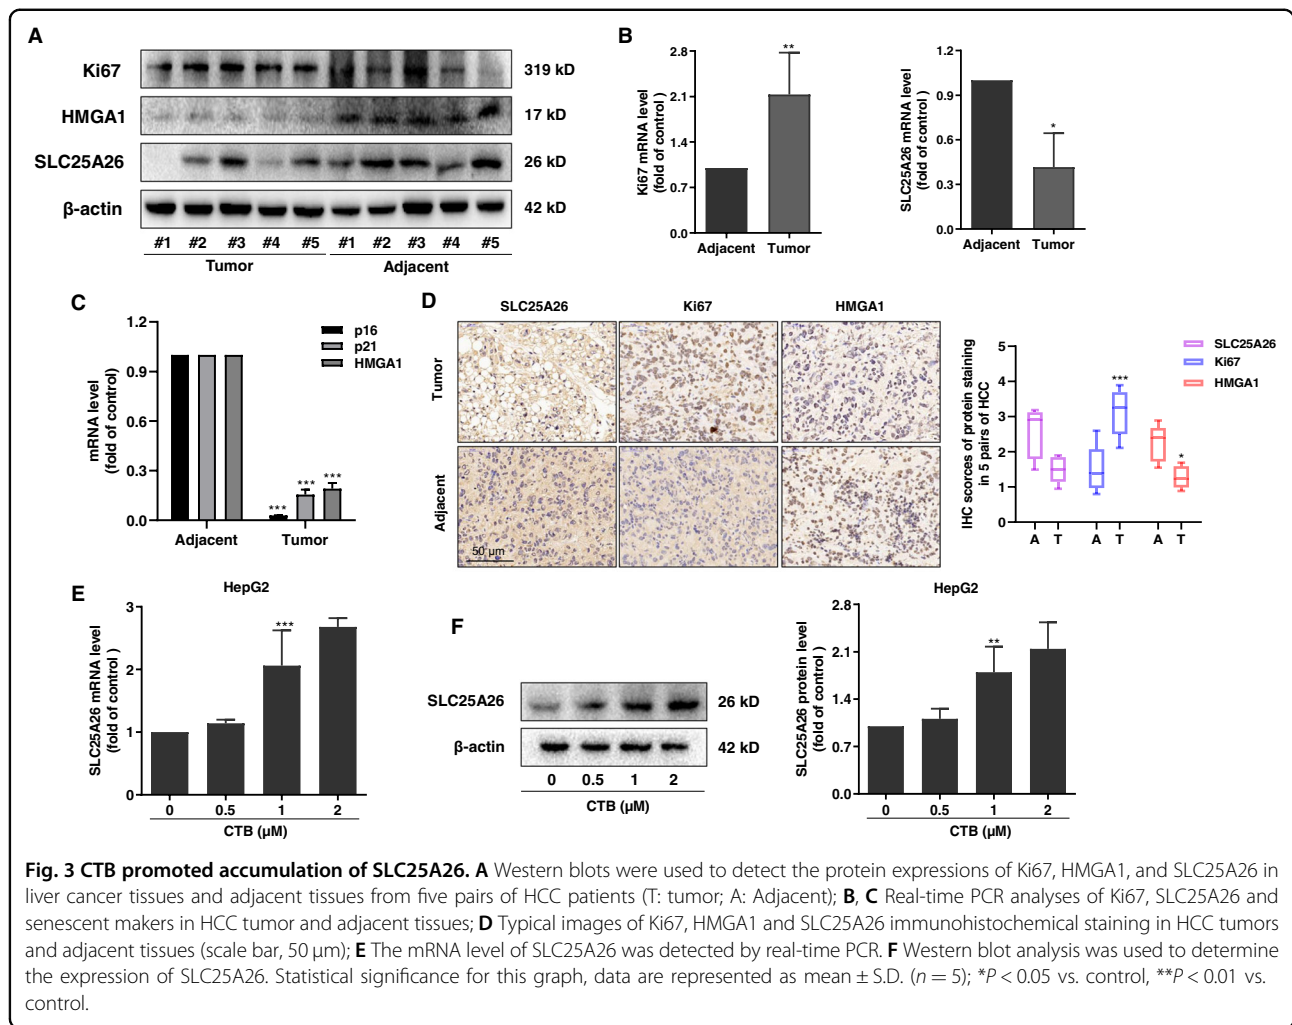 A
Ki67
319 kD
HMGA1
17 kD
SLC25A26
26 kD
β-actin
42 kD
#1 #2 #3 #4 #5 #1 #2 #3 #4 #5
Tumor Adjacent
B
Ki67 mRNA level
(fold of control )
2.8
2.1
1.4
0.7
0.0
**
Adjacent Tumor
SLC25A26 mRNA level
(fold of control )
1.2
0.9
0.6
0.3
0.0
*
Adjacent Tumor
C
mRNA level
(fold of control )
1.2
0.9
0.6
0.3
0.0
p16
p21
HMGA1
***
***
***
Adjacent Tumor
D
SLC25A26 Ki67 HMGA1
Tumor
Adjacent
50 µm
IHC scorces of protein staining
in 5 pairs of HCC
5
4
3
2
1
0
***
*
A T A T A T
SLC25A26
Ki67
HMGA1
E
HepG2
SLC25A26 mRNA level
(fold of control )
3
2
1
0
***
0 0.5 1 2
CTB (µM)
F
SLC25A26
26 kD
β-actin
42 kD
0 0.5 1 2
CTB (µM)
HepG2
SLC25A26 protein level
(fold of control )
2.8
2.1
1.4
0.7
0.0
**
0 0.5 1 2
CTB (µM)
Fig. 3 CTB promoted accumulation of SLC25A26. A Western blots were used to detect the protein expressions of Ki67, HMGA1, and SLC25A26 in
liver cancer tissues and adjacent tissues from five pairs of HCC patients (T: tumor; A: Adjacent); B, C Real-time PCR analyses of Ki67, SLC25A26 and
senescent makers in HCC tumor and adjacent tissues; D Typical images of Ki67, HMGA1 and SLC25A26 immunohistochemical staining in HCC tumors
and adjacent tissues (scale bar, 50 µm); E The mRNA level of SLC25A26 was detected by real-time PCR. F Western blot analysis was used to determine
the expression of SLC25A26. Statistical significance for this graph, data are represented as mean ± S.D. (n = 5); *P < 0.05 vs. control, **P < 0.01 vs.
control.